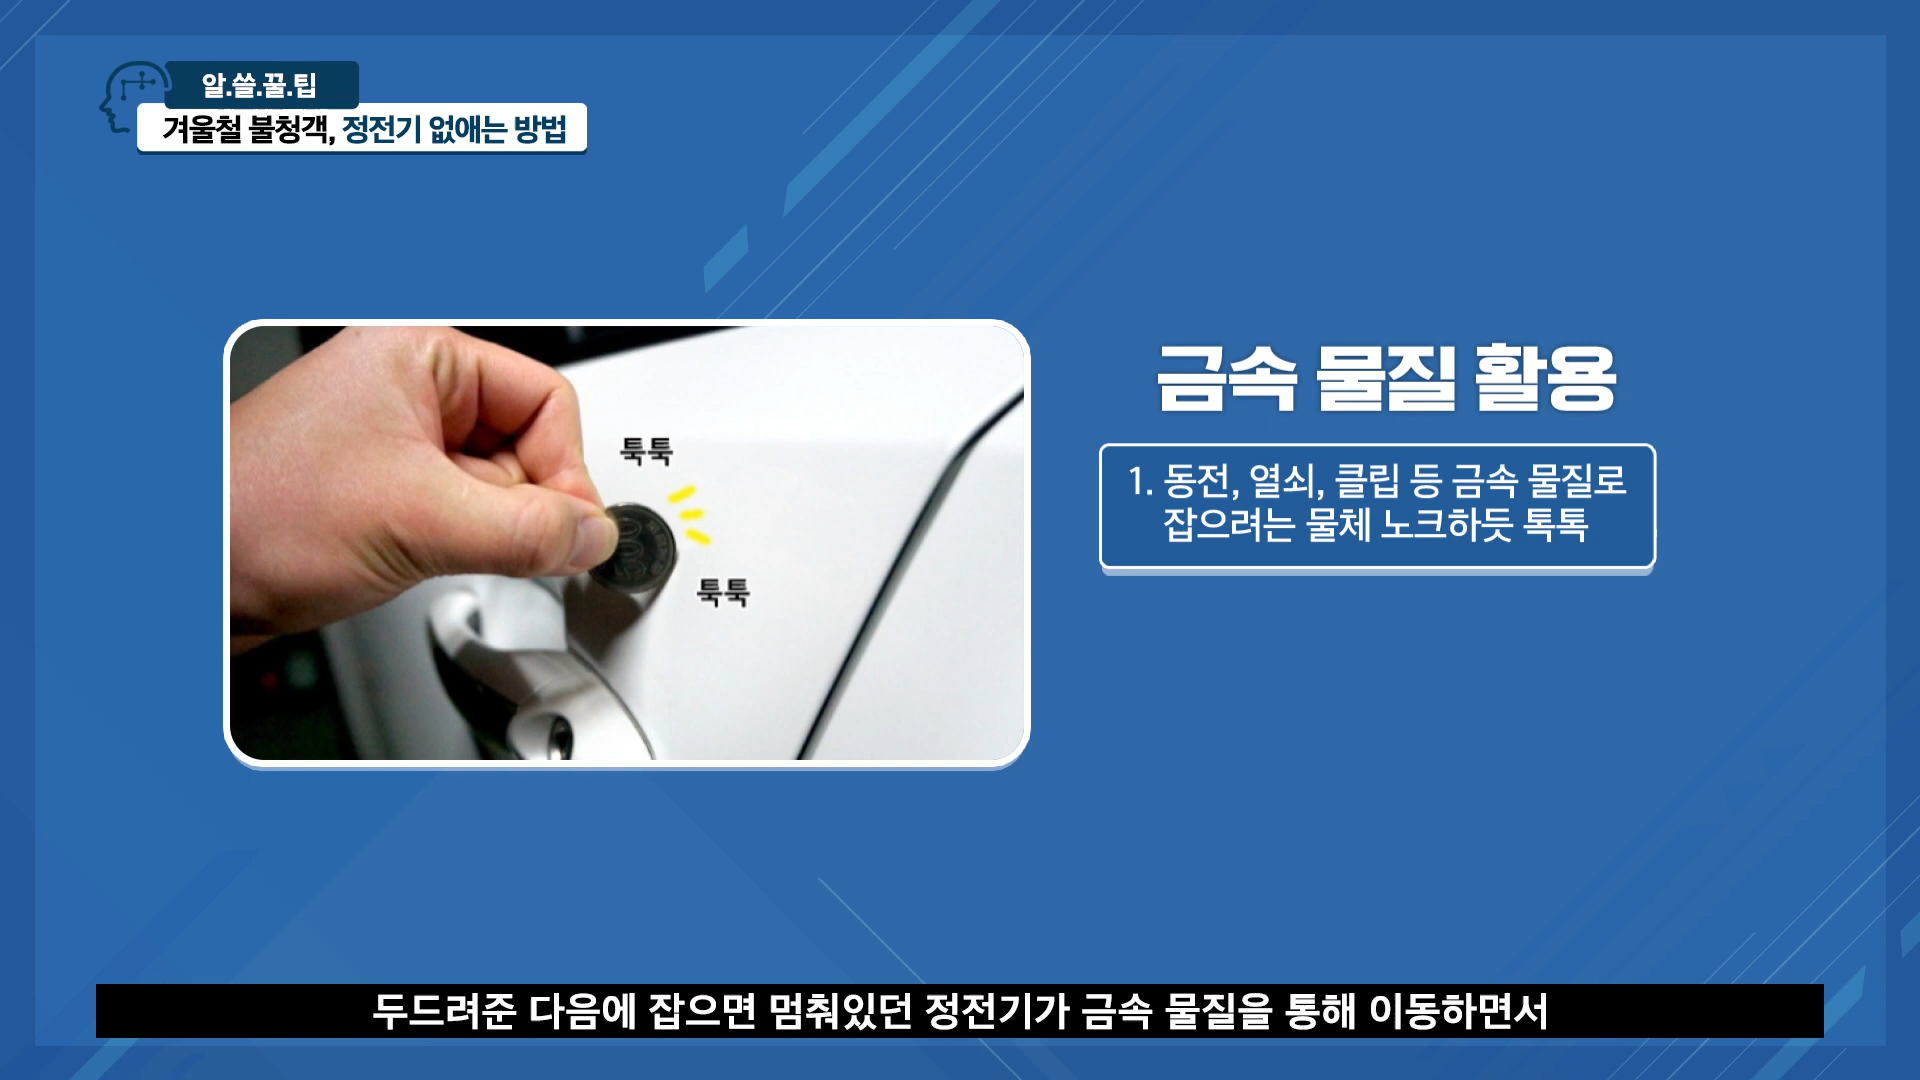 알.쓸.꿀.팁
겨울철 불청객, 정전기 없애는 방법
금속 물질 활용
툭툭
500
툭툭
1. 동전, 열쇠, 클립 등 금속 물질로
잡으려는 물체 노크하듯 톡톡
두드려준 다음에 잡으면 멈춰있던 정전기가 금속 물질을 통해 이동하면서